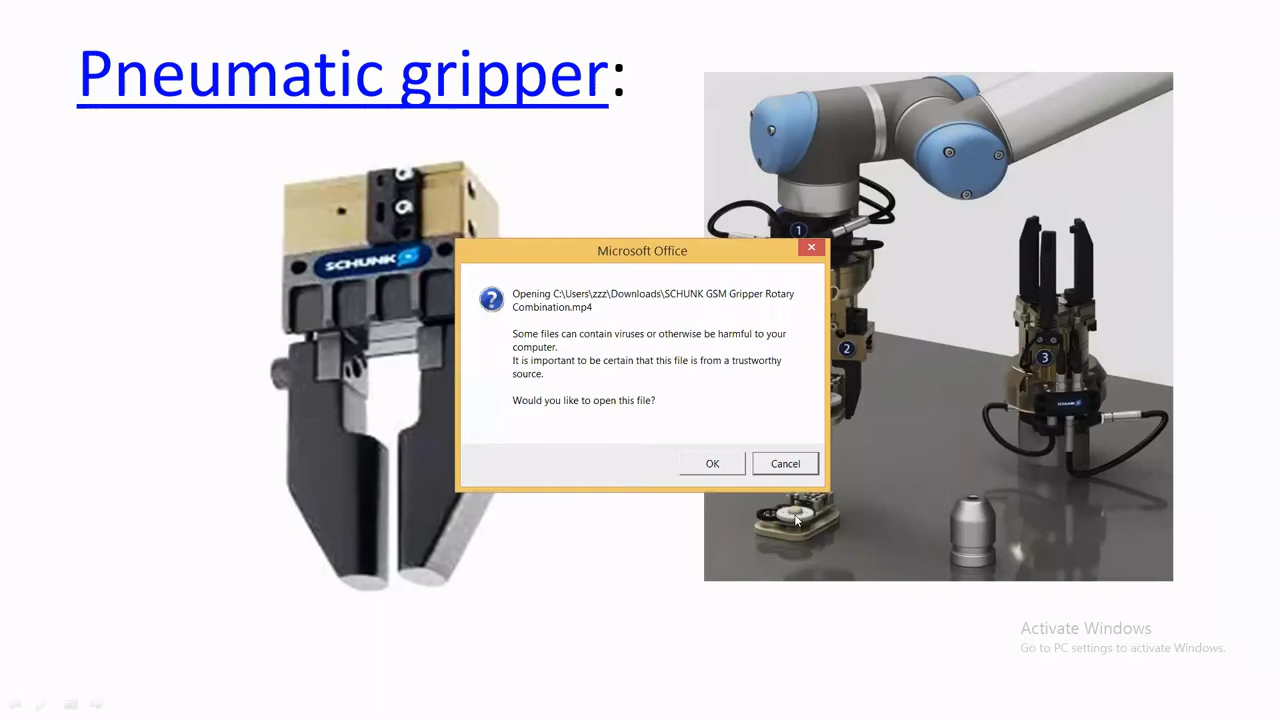 Pneumatic gripper:
SCHUNK
1
2
3
SCHUNK
Microsoft Office
Opening C:\Users\zzz\Downloads\SCHUNK GSM Gripper Rotary
Combination.mp4
Some files can contain viruses or otherwise be harmful to your
computer.
It is important to be certain that this file is from a trustworthy
source.
Would you like to open this file?
OK
Cancel
Activate Windows
Go to PC settings to activate Windows.